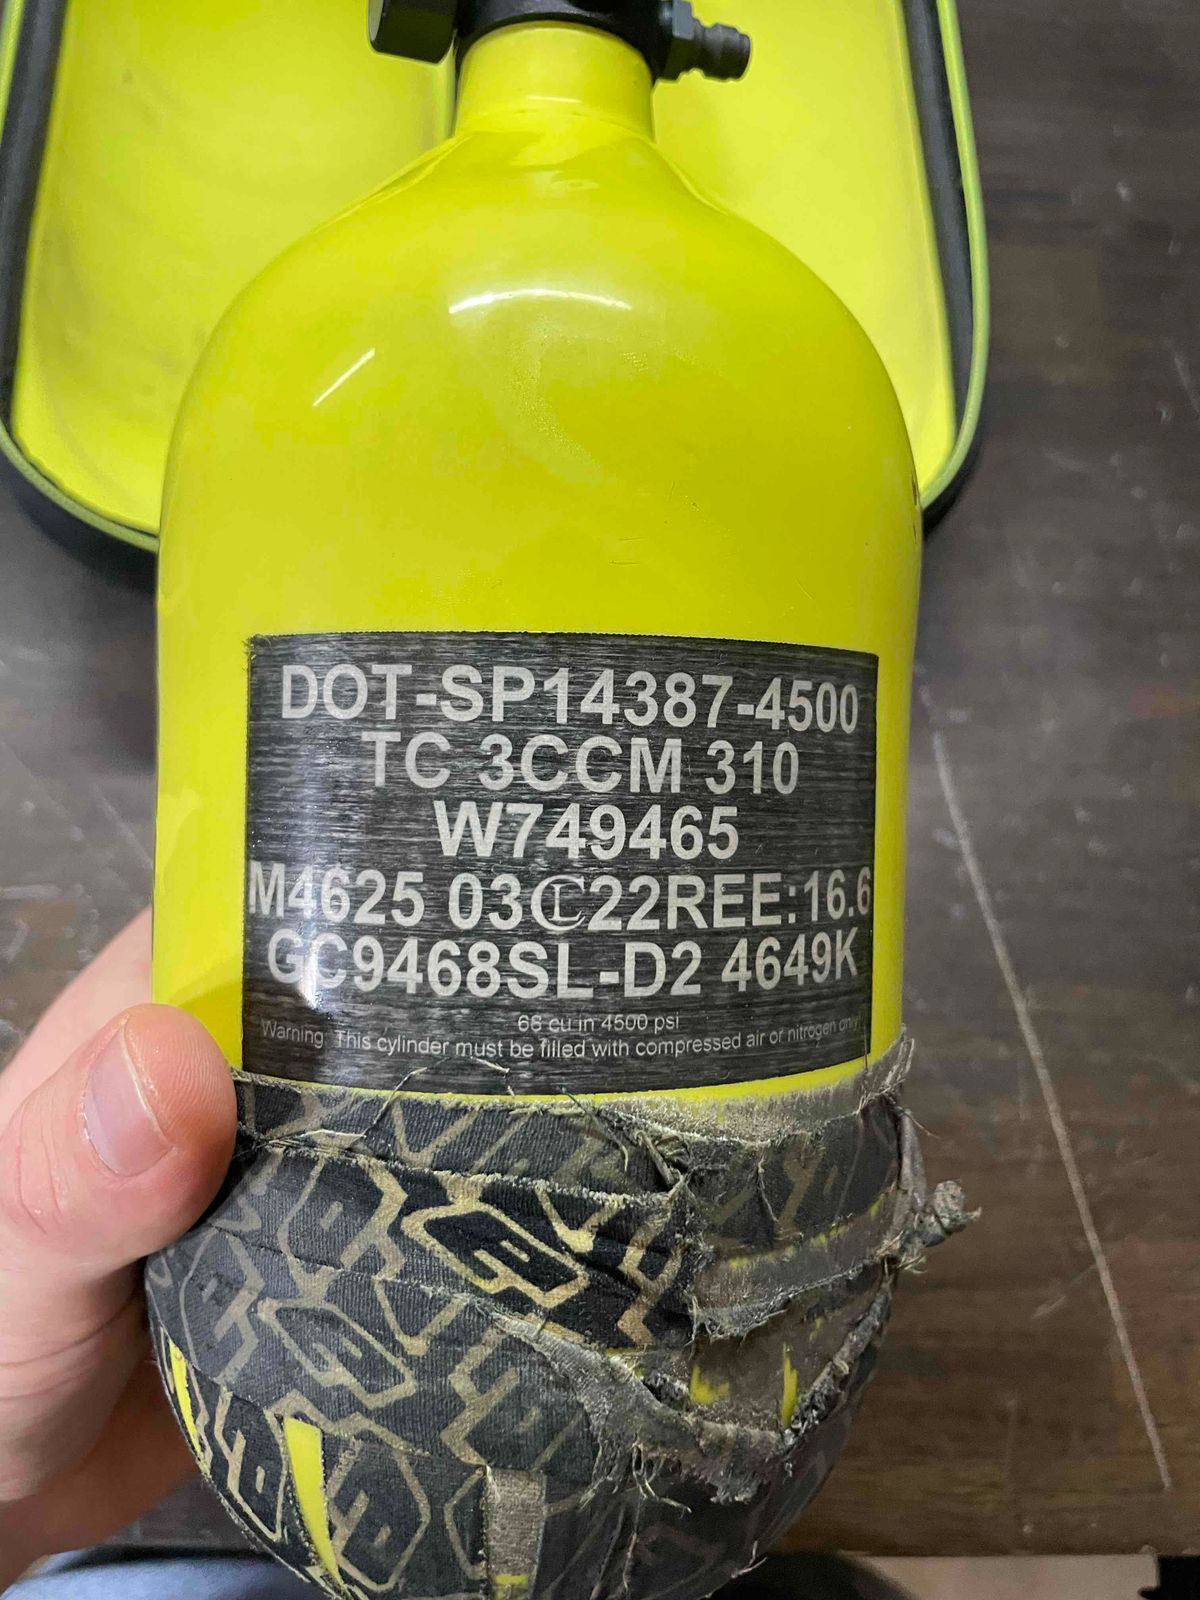 DOT-SP14387-4500
TC 3CCM 310
W749465
M4625 03CL22REE:16.6
GC9468SL-D2 4649K
68 cu in 4500 psi
Warning: This cylinder must be filled with compressed air or nitrogen only!